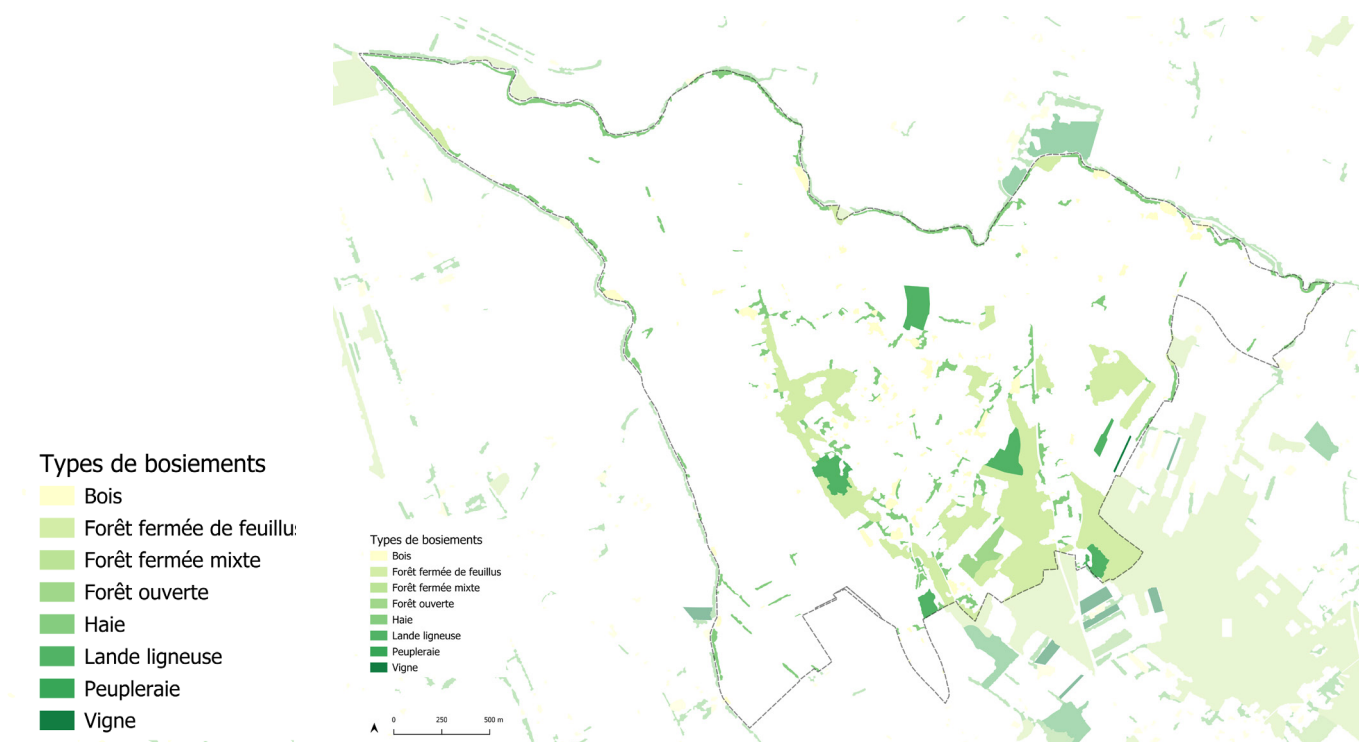 Types de bosiements
Bois
Forêt fermée de feuillus
Forêt fermée mixte
Forêt ouverte
Haie
Lande ligneuse
Peupleraie
Vigne
Types de bosiements
Bois
Forêt fermée de feuillus
Forêt fermée mixte
Forêt ouverte
Haie
Lande ligneuse
Peupleraie
Vigne
0 250 500 m